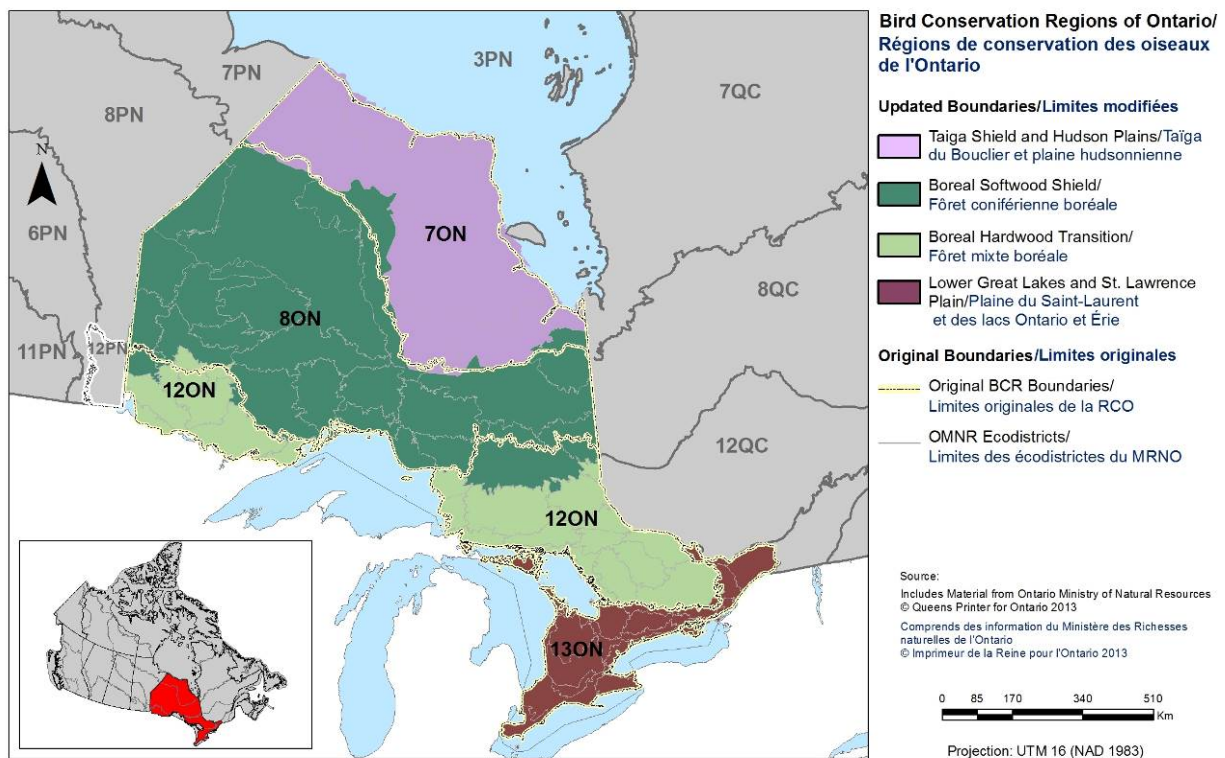 7PN
3PN
8PN
7QC
N
6PN
7ON
8QC
8ON
11PN
12PN
12ON
12QC
12ON
13ON
Bird Conservation Regions of Ontario/
Régions de conservation des oiseaux
de l'Ontario
Updated Boundaries/Limites modifiées
Taiga Shield and Hudson Plains/Taïga
du Bouclier et plaine hudsonnienne
Boreal Softwood Shield/
Fôret coniférienne boréale
Boreal Hardwood Transition/
Fôret mixte boréale
Lower Great Lakes and St. Lawrence
Plain/Plaine du Saint-Laurent
et des lacs Ontario et Érie
Original Boundaries/Limites originales
Original BCR Boundaries/
Limites originales de la RCO
OMNR Ecodistricts/
Limites des écodistrictes du MRNO
Source:
Includes Material from Ontario Ministry of Natural Resources
© Queens Printer for Ontario 2013
Comprends des information du Ministère des Richesses
naturelles de l'Ontario
© Imprimeur de la Reine pour l'Ontario 2013
0 85 170 340 510
Km
Projection: UTM 16 (NAD 1983)